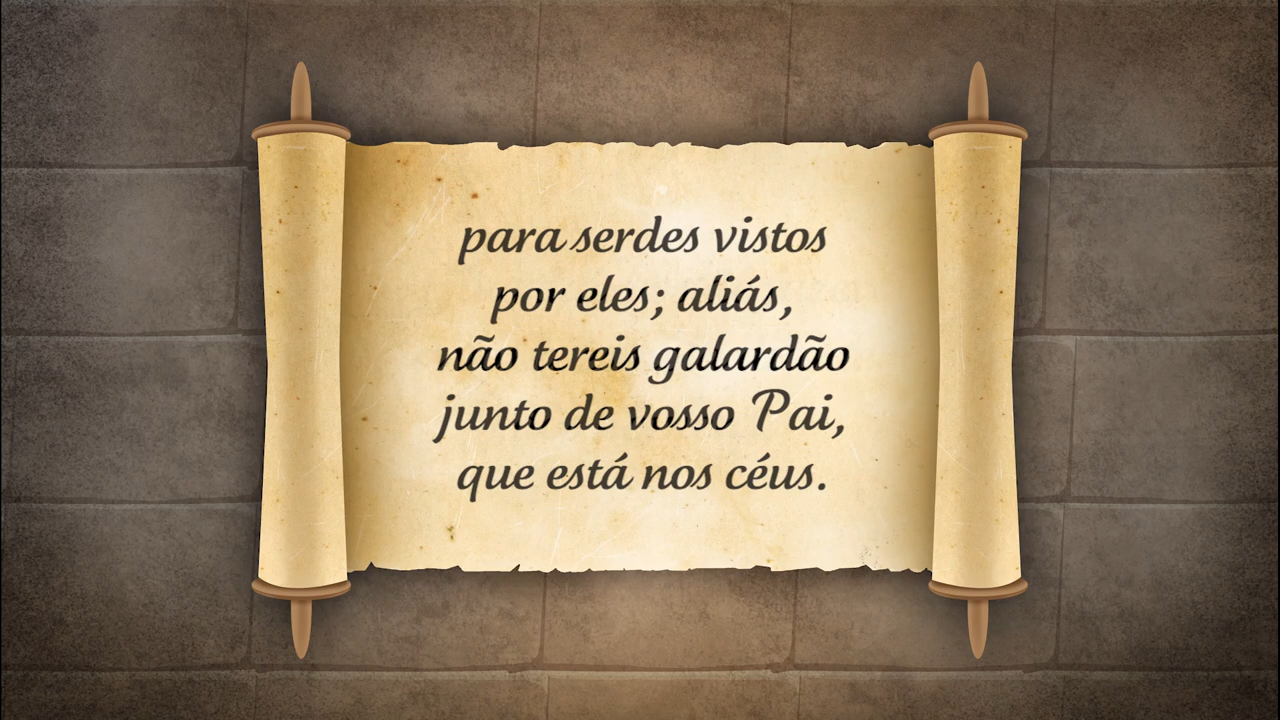 para serdes vistos
por eles; aliás,
não tereis galardão
junto de vosso Pai,
que está nos céus.